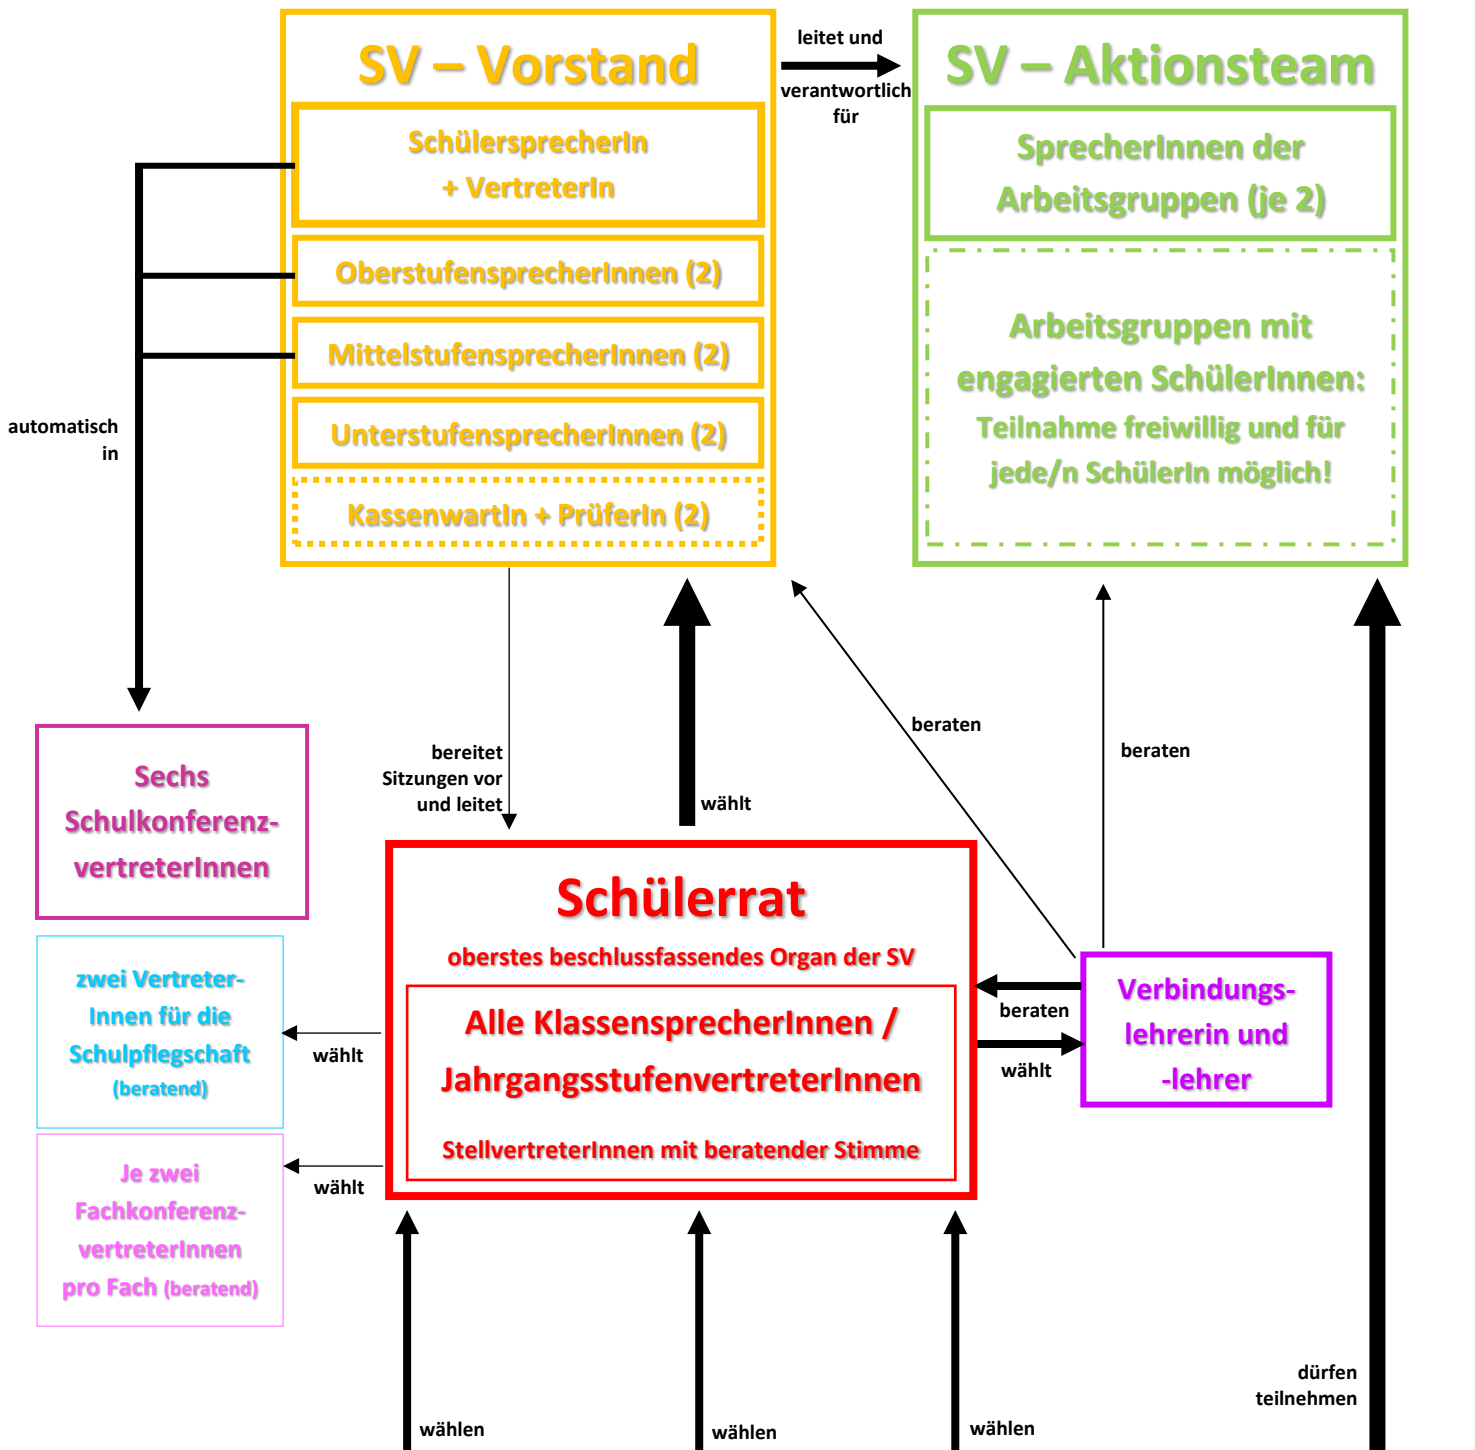 SV – Vorstand
SchülersprecherIn
+ VertreterIn
OberstufensprecherInnen (2)
MittelstufensprecherInnen (2)
UnterstufensprecherInnen (2)
KassenwartIn + PrüferIn (2)
leitet und
verantwortlich
für
SV – Aktionsteam
SprecherInnen der
Arbeitsgruppen (je 2)
Arbeitsgruppen mit
engagierten SchülerInnen:
Teilnahme freiwillig und für
jede/n SchülerIn möglich!
automatisch
in
bereitet
Sitzungen vor
und leitet
wählt
beraten
beraten
Sechs
Schulkonferenz-
vertreterInnen
zwei Vertreter-
Innen für die
Schulpflegschaft
(beratend)
Je zwei
Fachkonferenz-
vertreterInnen
pro Fach (beratend)
wählt
wählt
Schülerrat
oberstes beschlussfassendes Organ der SV
Alle KlassensprecherInnen /
JahrgangsstufenvertreterInnen
StellvertreterInnen mit beratender Stimme
beraten
wählt
Verbindungs-
lehrerin und
-lehrer
dürfen
teilnehmen
wählen
wählen
wählen